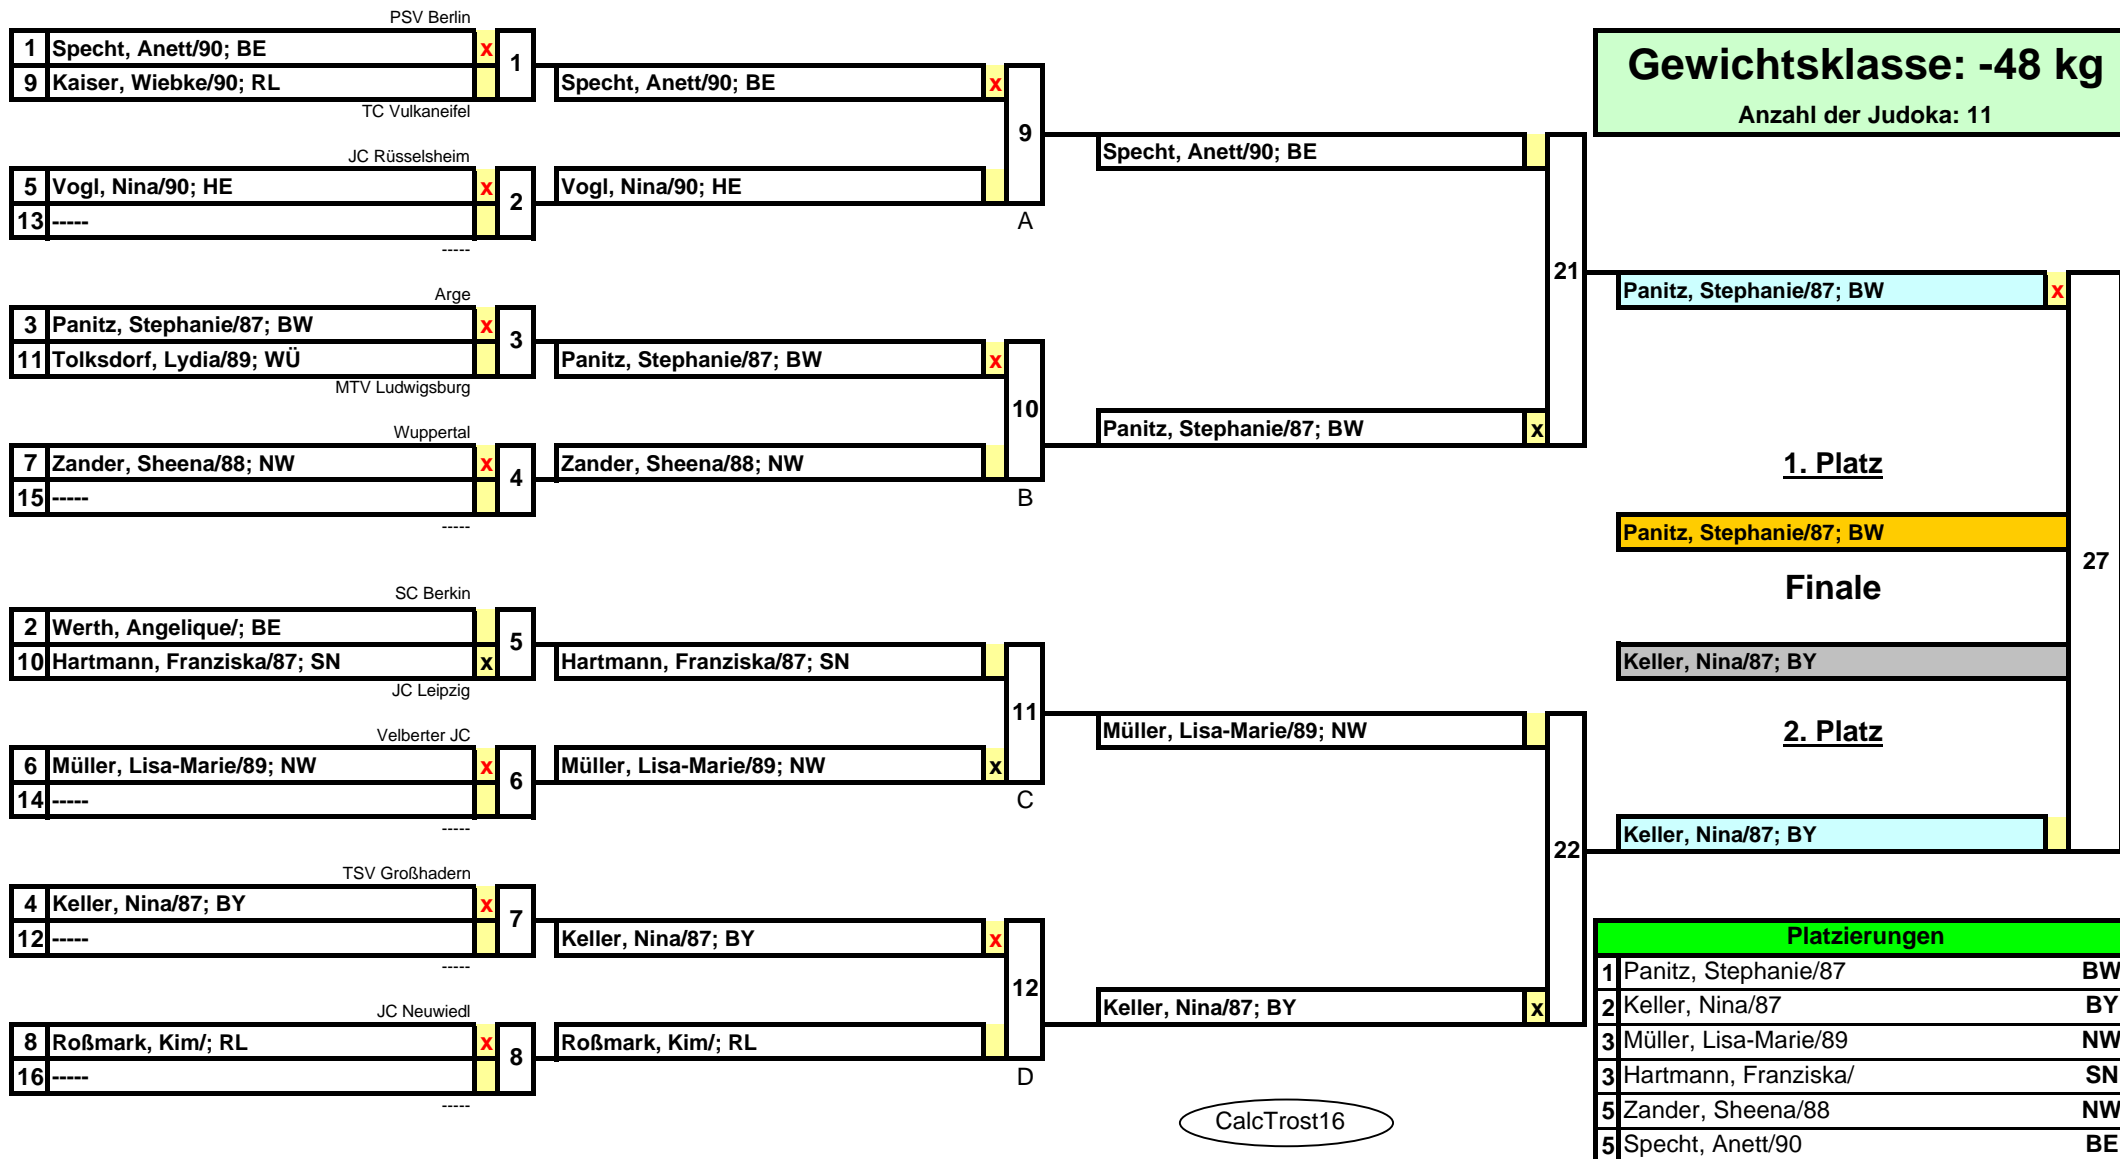 PSV Berlin
1 Specht, Anett/90; BE x
9 Kaiser, Wiebke/90; RL
1
TC Vulkaneifel
JC Rüsselsheim
5 Vogl, Nina/90; HE x
13 -----
2
-----
Arge
3 Panitz, Stephanie/87; BW x
11 Tolksdorf, Lydia/89; WÜ
3
MTV Ludwigsburg
Wuppertal
7 Zander, Sheena/88; NW x
15 -----
4
-----
SC Berkin
2 Werth, Angelique/; BE
10 Hartmann, Franziska/87; SN x
5
JC Leipzig
Velberter JC
6 Müller, Lisa-Marie/89; NW x
14 -----
6
-----
TSV Großhadern
4 Keller, Nina/87; BY x
12 -----
7
-----
JC Neuwiedl
8 Roßmark, Kim/; RL x
16 -----
8
-----
Specht, Anett/90; BE x
9
Vogl, Nina/90; HE
A
Panitz, Stephanie/87; BW x
10
Zander, Sheena/88; NW
B
Hartmann, Franziska/87; SN
11
Müller, Lisa-Marie/89; NW x
C
Keller, Nina/87; BY x
12
Roßmark, Kim/; RL
D
Specht, Anett/90; BE
21
Panitz, Stephanie/87; BW x
Müller, Lisa-Marie/89; NW
22
Keller, Nina/87; BY x
CalcTrost16
Gewichtsklasse: -48 kg
Anzahl der Judoka: 11
Panitz, Stephanie/87; BW x
1. Platz
Panitz, Stephanie/87; BW
27
Finale
Keller, Nina/87; BY
2. Platz
Keller, Nina/87; BY
Platzierungen
1 Panitz, Stephanie/87 BW
2 Keller, Nina/87 BY
3 Müller, Lisa-Marie/89 NW
3 Hartmann, Franziska/ SN
5 Zander, Sheena/88 NW
5 Specht, Anett/90 BE